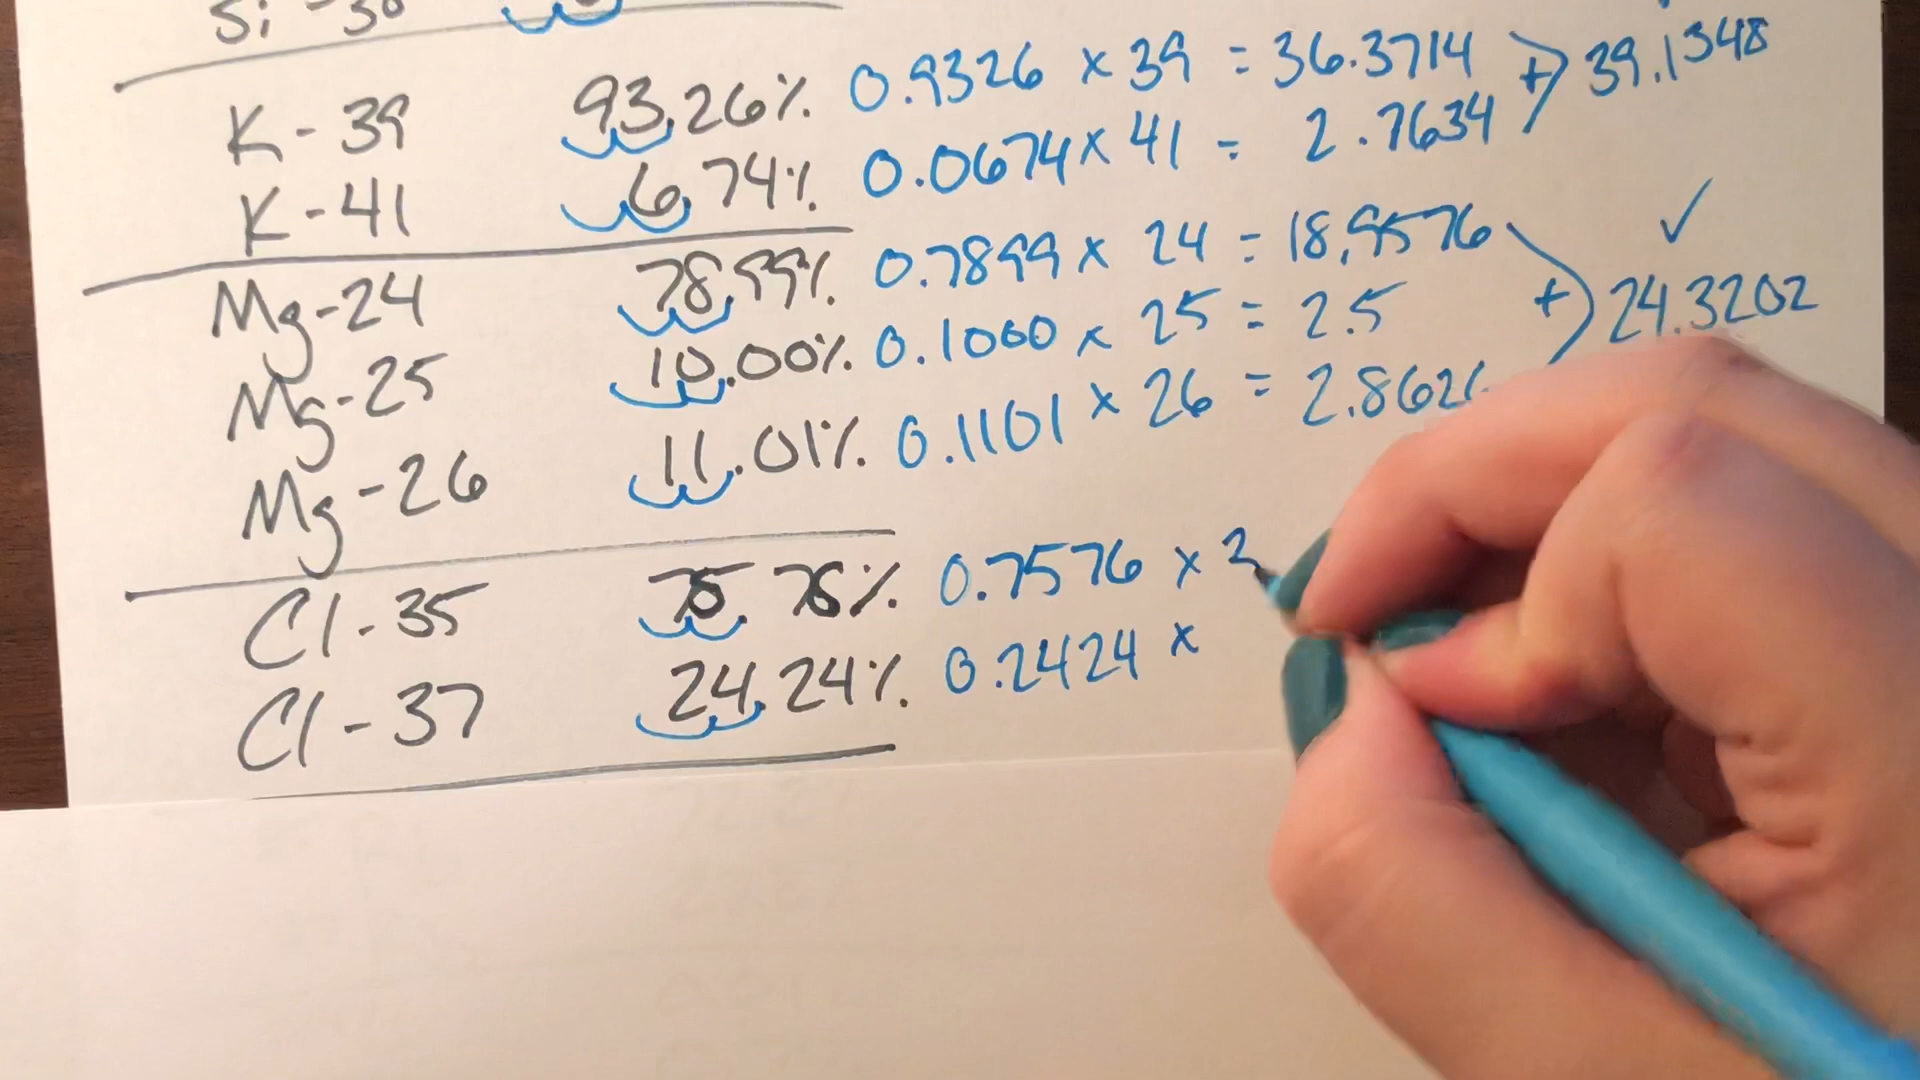 Si-30
K-39 93.26% 0.9326 x 39 = 36.3714 + 39.1348
K-41 6.74% 0.0674 x 41 = 2.7634
Mg-24 78.99% 0.7899 x 24 = 18.9576 ✓
Mg-25 10.00% 0.1000 x 25 = 2.5 + 24.3202
Mg-26 11.01% 0.1101 x 26 = 2.8626
Cl-35 75.76% 0.7576 x 3
Cl-37 24.24% 0.2424 x